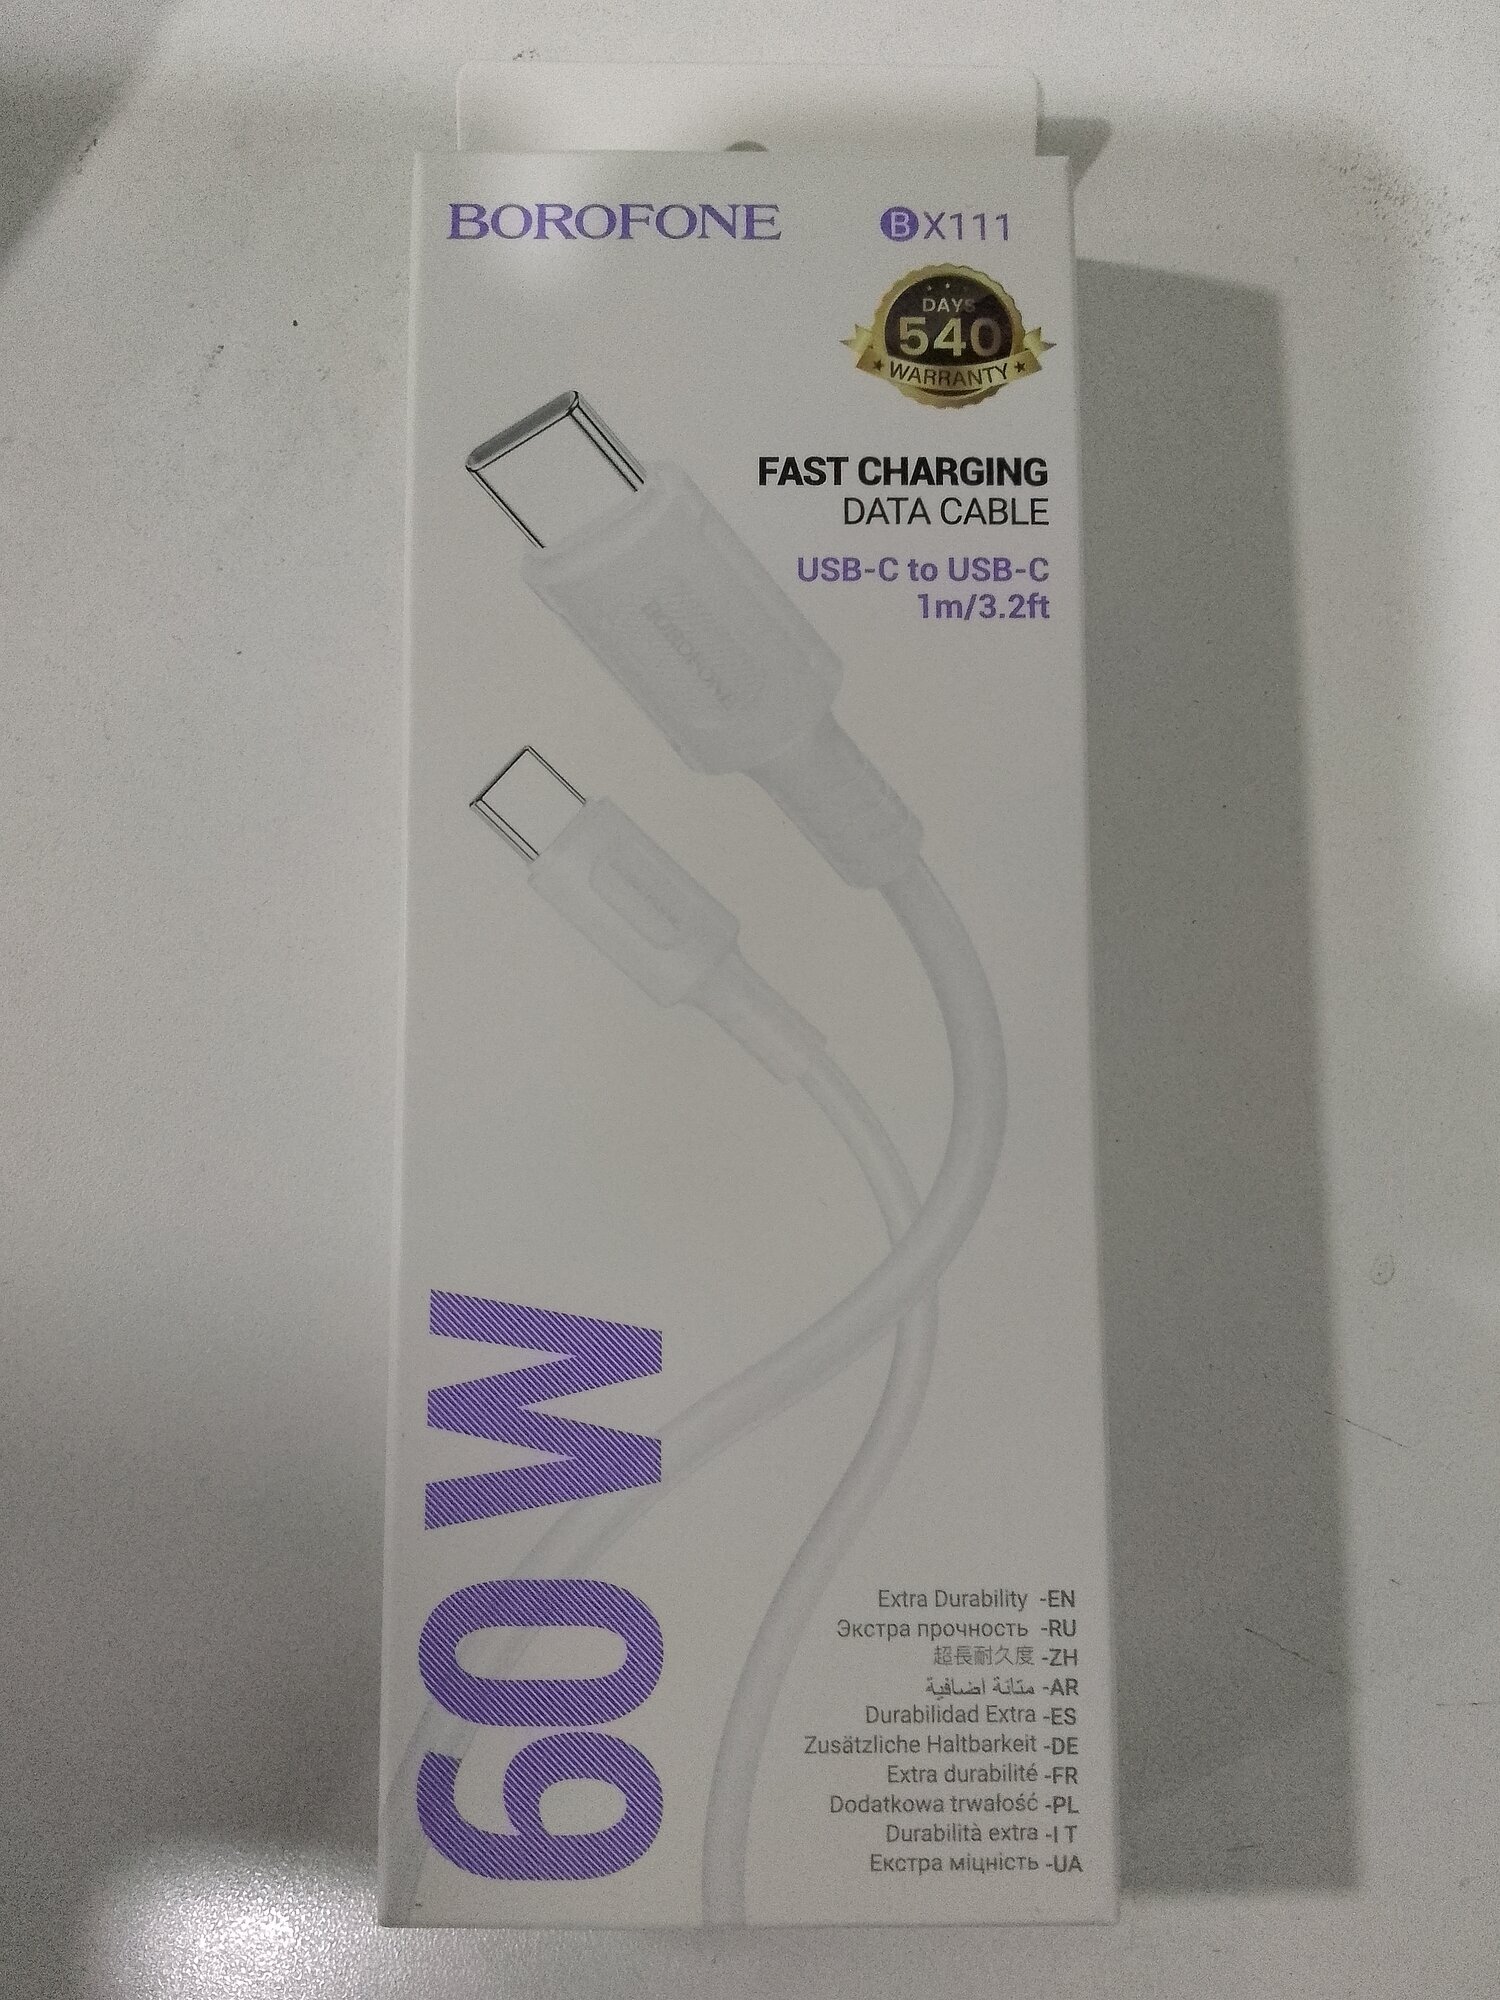 BOROFONE
BX111
DAYS
540
WARRANTY
FAST CHARGING
DATA CABLE
USB-C to USB-C
1m/3.2ft
BOROFONE
60W
Extra Durability -EN
Экстра прочность -RU
超長耐久度 -ZH
متانة اضافية -AR
Durabilidad Extra -ES
Zusätzliche Haltbarkeit -DE
Extra durabilité -FR
Dodatkowa trwałość -PL
Durabilità extra -IT
Екстра міцність -UA